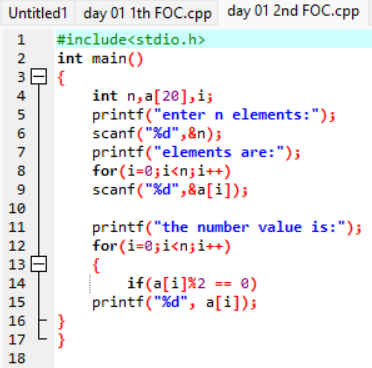 Untitled1 day 01 1th FOC.cpp day 01 2nd FOC.cpp
1 #include<stdio.h>
2 int main()
3 {
4 int n,a[20],i;
5 printf("enter n elements:");
6 scanf("%d",&n);
7 printf("elements are:");
8 for(i=0;i<n;i++)
9 scanf("%d",&a[i]);
10
11 printf("the number value is:");
12 for(i=0;i<n;i++)
13 {
14 if(a[i]%2 == 0)
15 printf("%d", a[i]);
16 }
17 }
18